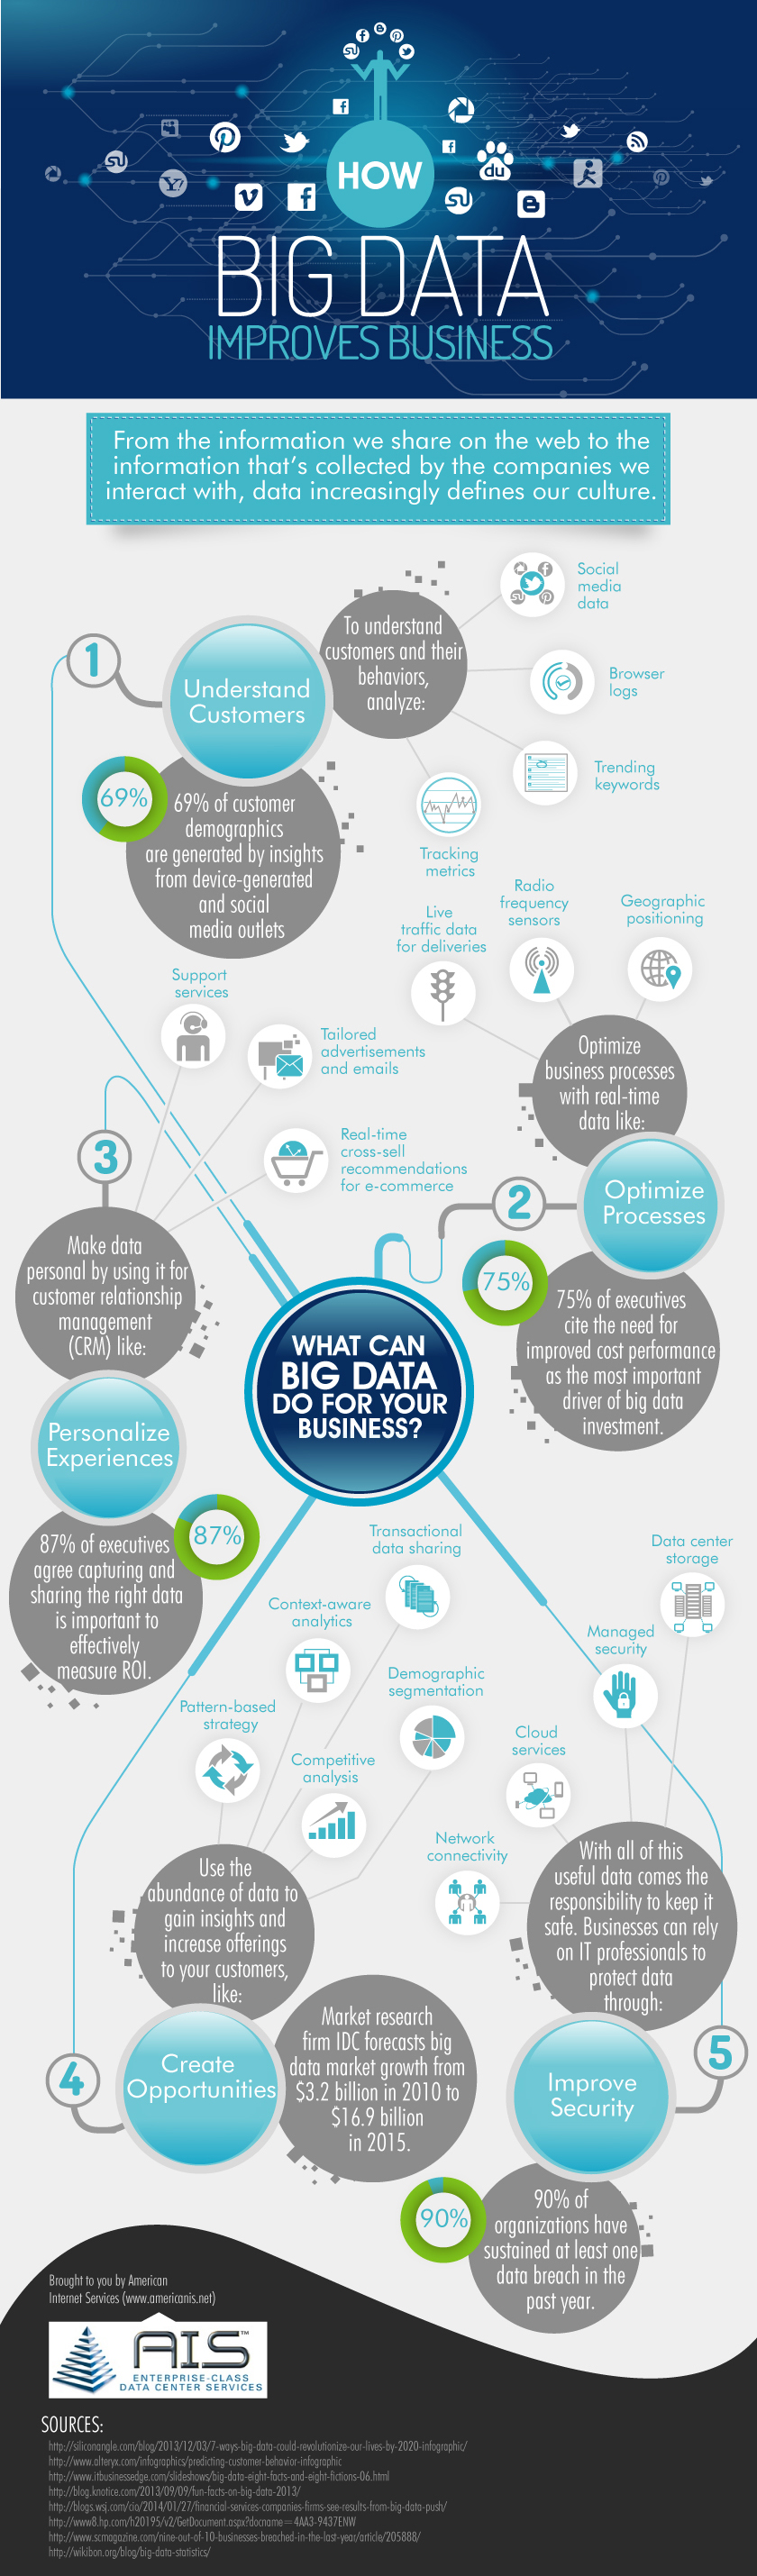 HOW
BIG DATA
IMPROVES BUSINESS
From the information we share on the web to the
information that's collected by the companies we
interact with, data increasingly defines our culture.
1
Understand
Customers
To understand
customers and their
behaviors,
analyze:
Social
media
data
Browser
logs
Trending
keywords
Tracking
metrics
69%
69% of customer
demographics
are generated by insights
from device-generated
and social
media outlets
Live
traffic data
for deliveries
Radio
frequency
sensors
Geographic
positioning
Optimize
business processes
with real-time
data like:
2
Optimize
Processes
75%
75% of executives
cite the need for
improved cost performance
as the most important
driver of big data
investment.
Support
services
Tailored
advertisements
and emails
Real-time
cross-sell
recommendations
for e-commerce
3
Make data
personal by using it for
customer relationship
management
(CRM) like:
Personalize
Experiences
87%
87% of executives
agree capturing and
sharing the right data
is important to
effectively
measure ROI.
WHAT CAN
BIG DATA
DO FOR YOUR
BUSINESS?
Transactional
data sharing
Context-aware
analytics
Demographic
segmentation
Pattern-based
strategy
Competitive
analysis
Use the
abundance of data to
gain insights and
increase offerings
to your customers,
like:
4
Create
Opportunities
Market research
firm IDC forecasts big
data market growth from
$3.2 billion in 2010 to
$16.9 billion
in 2015.
Data center
storage
Managed
security
Cloud
services
Network
connectivity
With all of this
useful data comes the
responsibility to keep it
safe. Businesses can rely
on IT professionals to
protect data
through:
5
Improve
Security
90%
90% of
organizations have
sustained at least one
data breach in the
past year.
Brought to you by American
Internet Services (www.americanis.net)
AIS™
ENTERPRISE-CLASS
DATA CENTER SERVICES
SOURCES:
http://siliconangle.com/blog/2013/12/03/7-ways-big-data-could-revolutionize-our-lives-by-2020-infographic/
http://www.alteryx.com/infographics/predicting-customer-behavior-infographic
http://www.itbusinessedge.com/slideshows/big-data-eight-facts-and-eight-fictions-06.html
http://blog.knotice.com/2013/09/09/fun-facts-on-big-data-2013/
http://blogs.wsj.com/cio/2014/01/27/financial-services-companies-firms-see-results-from-big-data-push/
http://www8.hp.com/h20195/v2/GetDocument.aspx?docname=4AA3-9437ENW
http://www.scmagazine.com/nine-out-of-10-businesses-breached-in-the-last-year/article/205888/
http://wikibon.org/blog/big-data-statistics/